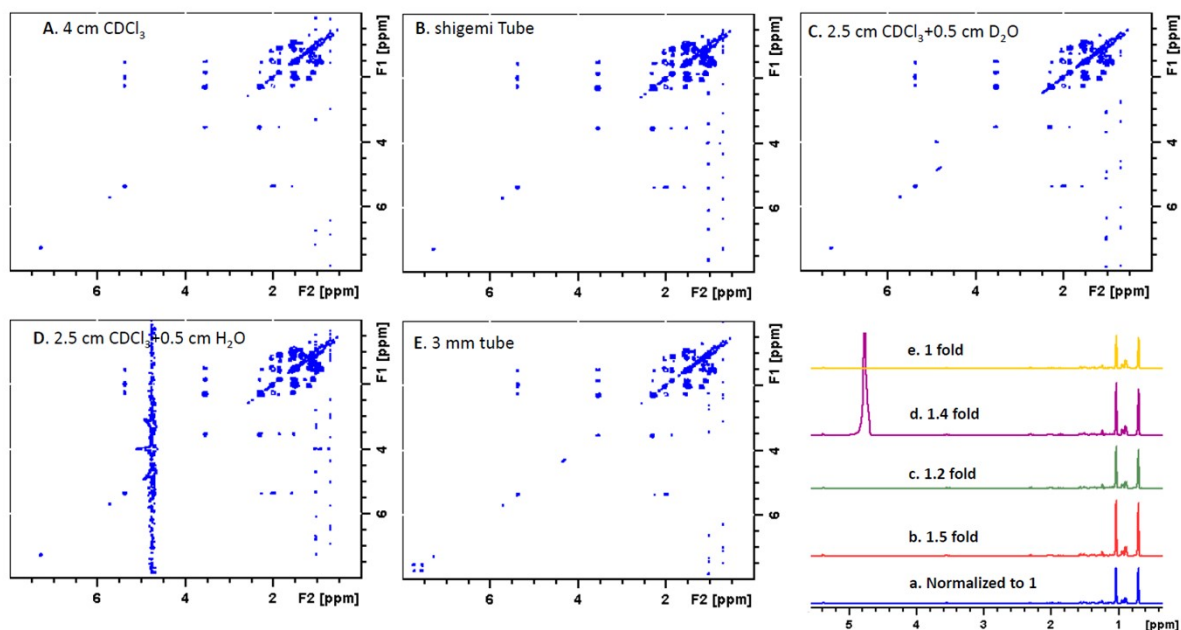 A. 4 cm CDCl₃
F1 [ppm]
4
6
6
4
2
F2 [ppm]
B. shigemi Tube
F1 [ppm]
2
4
6
6
4
2
F2 [ppm]
C. 2.5 cm CDCl₃+0.5 cm D₂O
F1 [ppm]
2
4
6
6
4
2
F2 [ppm]
D. 2.5 cm CDCl₃+0.5 cm H₂O
F1 [ppm]
2
4
6
6
4
2
F2 [ppm]
E. 3 mm tube
F1 [ppm]
2
4
6
6
4
2
F2 [ppm]
e. 1 fold
d. 1.4 fold
c. 1.2 fold
b. 1.5 fold
a. Normalized to 1
5
4
3
2
1
[ppm]